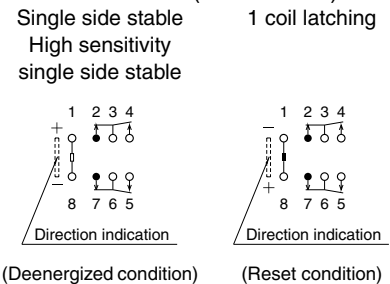 Single side stable
High sensitivity
single side stable
1 coil latching
1 2 3 4
+
−
8 7 6 5
Direction indication
(Deenergized condition)
1 2 3 4
−
+
8 7 6 5
Direction indication
(Reset condition)